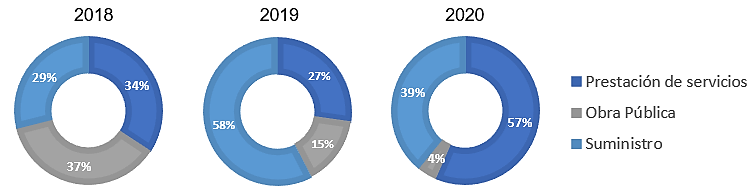 2018 2019 2020
29% 34% 37%
27% 15% 58%
39% 57% 4%
Prestación de servicios
Obra Pública
Suministro